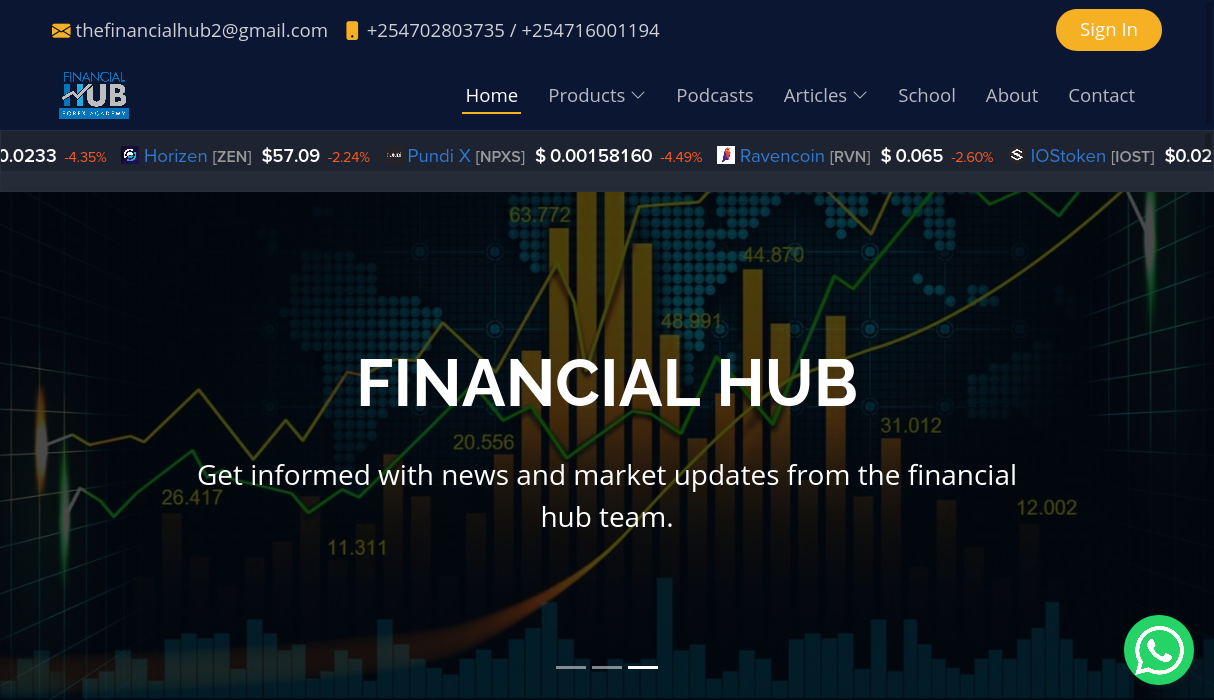 thefinancialhub2@gmail.com +254702803735 / +254716001194
Sign In
FINANCIAL
HUB
FOREX ACADEMY
Home Products Podcasts Articles School About Contact
0.0233 -4.35% Horizen [ZEN] $57.09 -2.24% Pundi X [NPXS] $ 0.00158160 -4.49% Ravencoin [RVN] $ 0.065 -2.60% IOStoken [IOST] $0.02
63.772
44.870
48.991
FINANCIAL HUB
31.012
20.556
Get informed with news and market updates from the financial
hub team.
26.417
12.002
11.311